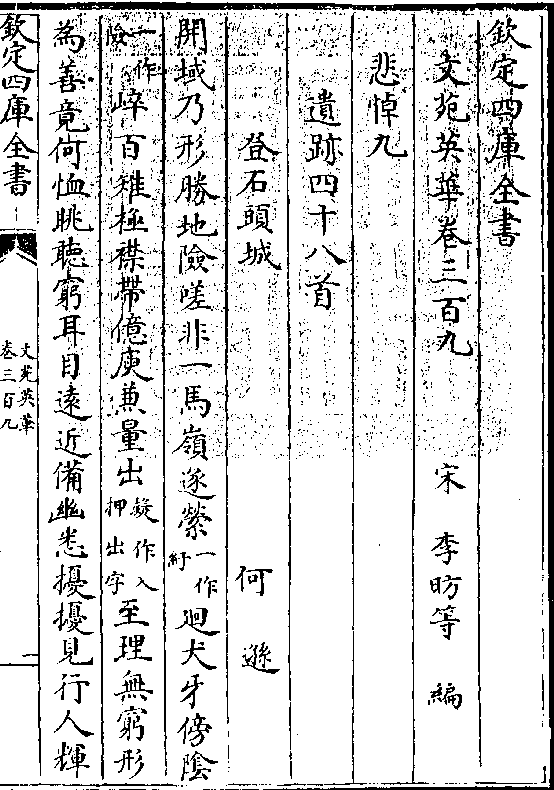 欽定四庫全書
文苑英華卷三百九 宋 李昉等 編
悲悼九
遺跡四十八首
登石頭城 何遜
開域乃形勝地險嗟非一馬嶺逐縈一作紆廻犬牙傍陰
一作險崪百雉極襟帶億庾兼量出擬作入押出字至理無窮形
為善竟何恤眺聽窮耳目遠近備幽悉擾擾見行人輝
欽定四庫全書
文苑英華
卷三百九
一